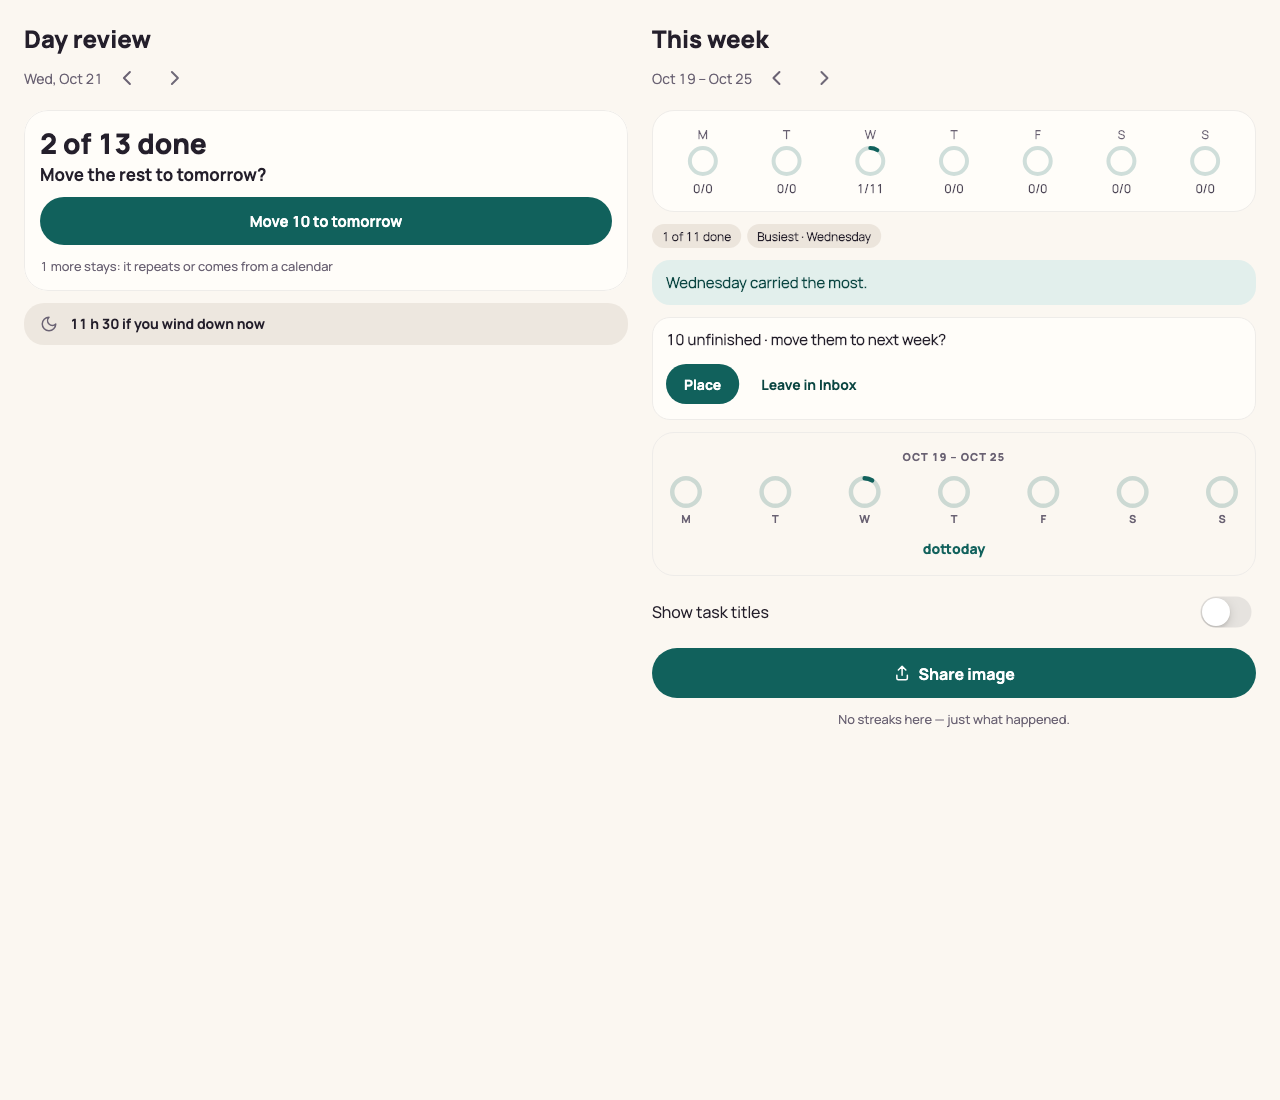 Day review
Wed, Oct 21
2 of 13 done
Move the rest to tomorrow?
Move 10 to tomorrow
1 more stays: it repeats or comes from a calendar
11 h 30 if you wind down now
This week
Oct 19 – Oct 25
M T W T F S S
0/0 0/0 1/11 0/0 0/0 0/0 0/0
1 of 11 done
Busiest · Wednesday
Wednesday carried the most.
10 unfinished · move them to next week?
Place
Leave in Inbox
OCT 19 – OCT 25
M T W T F S S
dottoday
Show task titles
Share image
No streaks here — just what happened.